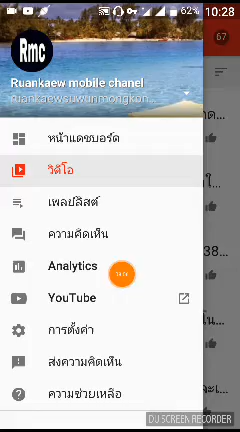 62% 10:28
Rmc
67
Ruankaew mobile chanel
ruankaewsuwunmongkon...
หน้าแดชบอร์ด
วิดีโอ
เพลย์ลิสต์
ความคิดเห็น
Analytics
38
YouTube
การตั้งค่า
ส่งความคิดเห็น
ความช่วยเหลือ
DU SCREEN RECORDER